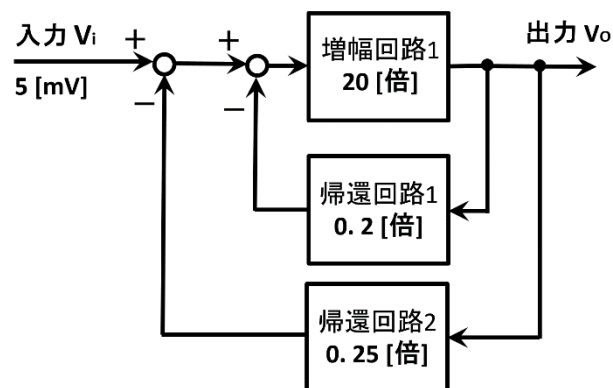 入力 Vi
5 [mV]
+
−
+
−
増幅回路1
20 [倍]
出力 Vo
帰還回路1
0. 2 [倍]
帰還回路2
0. 25 [倍]